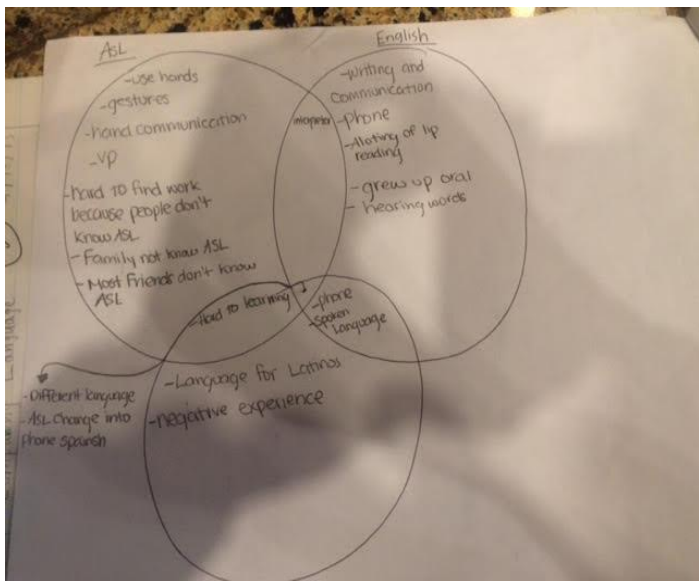 ASL
-use hands
-gestures
-hand communication
-VP
-hard to find work
because people don't
know ASL
-Family not know ASL
-Most Friends don't know
ASL
English
-writing and
communication
interpreter
-phone
-Aloting of lip
reading
-grew up oral
-hearing words
-Hard to learning
-phone
-spoken
language
-Language for Latinos
-negative experience
-Different language
-ASL change into
phone spanish